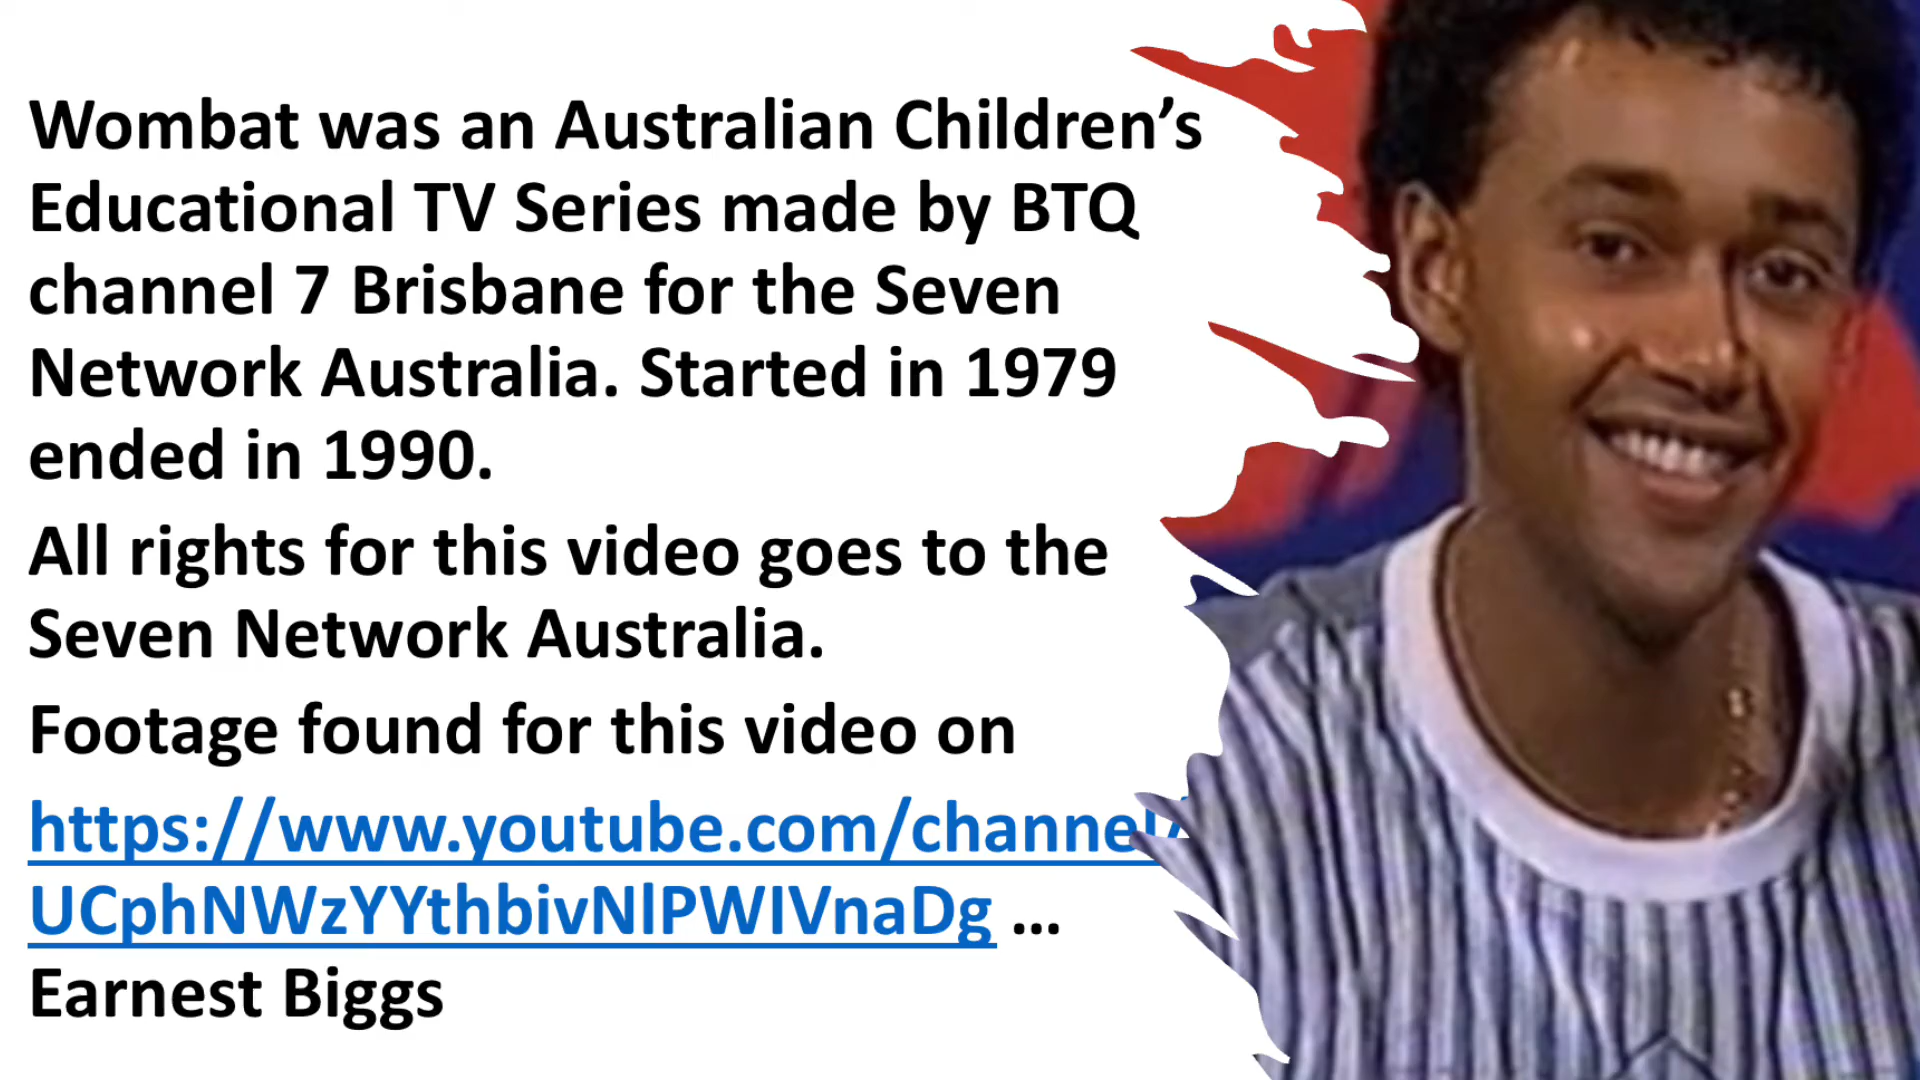 Wombat was an Australian Children’s
Educational TV Series made by BTQ
channel 7 Brisbane for the Seven
Network Australia. Started in 1979
ended in 1990.
All rights for this video goes to the
Seven Network Australia.
Footage found for this video on
https://www.youtube.com/channel/
UCphNWzYYthbivNlPWIVnaDg ...
Earnest Biggs